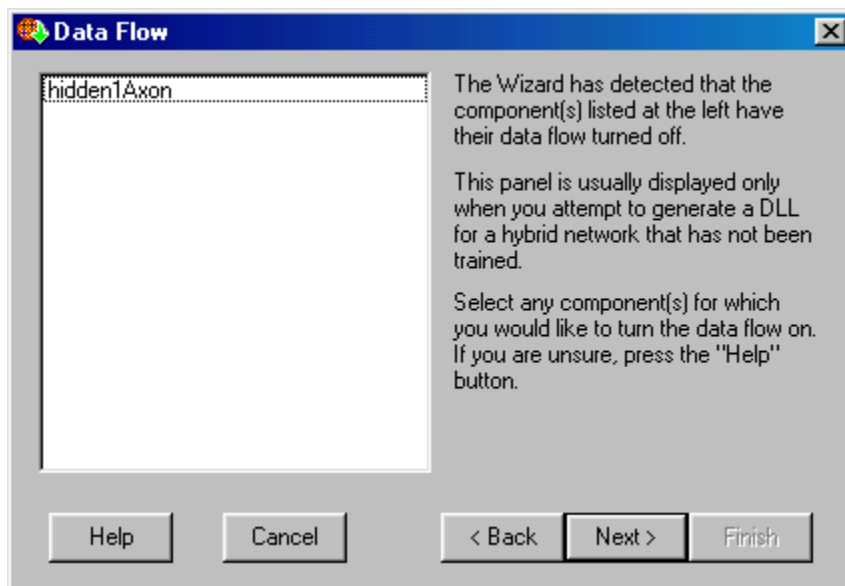 Data Flow
hidden1Axon
The Wizard has detected that the
component(s) listed at the left have
their data flow turned off.
This panel is usually displayed only
when you attempt to generate a DLL
for a hybrid network that has not been
trained.
Select any component(s) for which
you would like to turn the data flow on.
If you are unsure, press the "Help"
button.
Help
Cancel
< Back
Next >
Finish